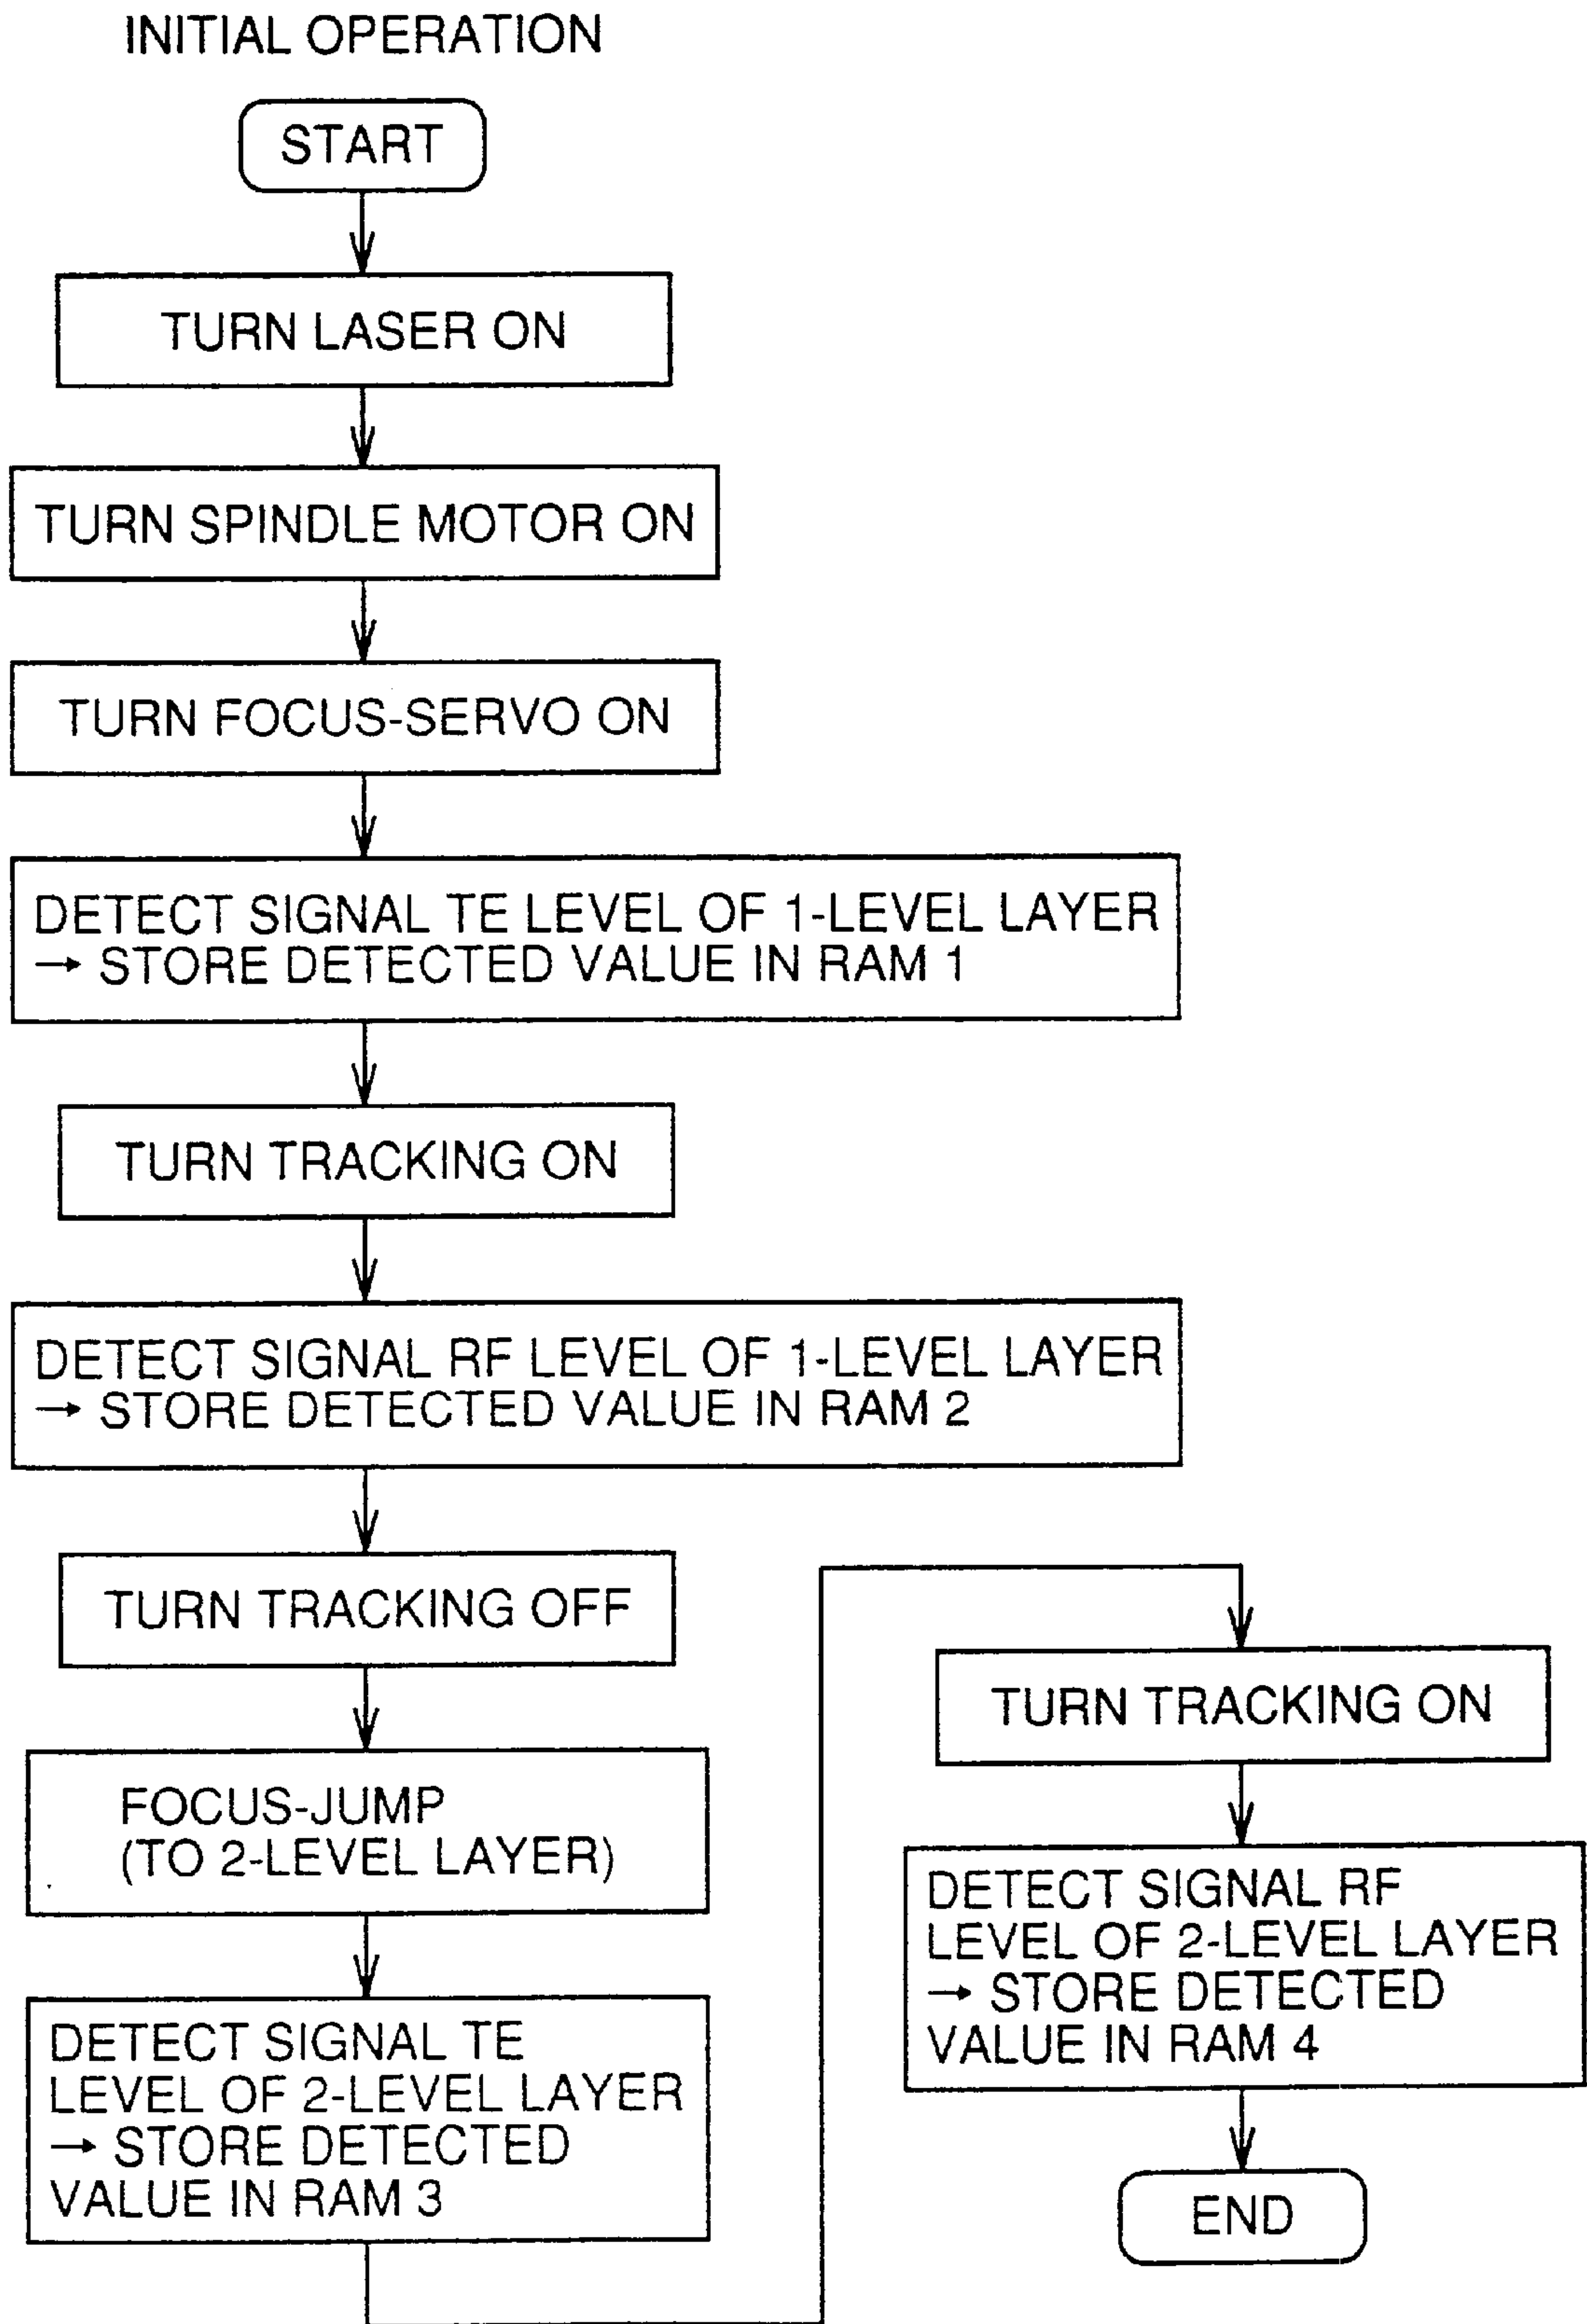 INITIAL OPERATION
START
TURN LASER ON
TURN SPINDLE MOTOR ON
TURN FOCUS-SERVO ON
DETECT SIGNAL TE LEVEL OF 1-LEVEL LAYER
→ STORE DETECTED VALUE IN RAM 1
TURN TRACKING ON
DETECT SIGNAL RF LEVEL OF 1-LEVEL LAYER
→ STORE DETECTED VALUE IN RAM 2
TURN TRACKING OFF
FOCUS-JUMP
(TO 2-LEVEL LAYER)
DETECT SIGNAL TE
LEVEL OF 2-LEVEL LAYER
→ STORE DETECTED
VALUE IN RAM 3
TURN TRACKING ON
DETECT SIGNAL RF
LEVEL OF 2-LEVEL LAYER
→ STORE DETECTED
VALUE IN RAM 4
END